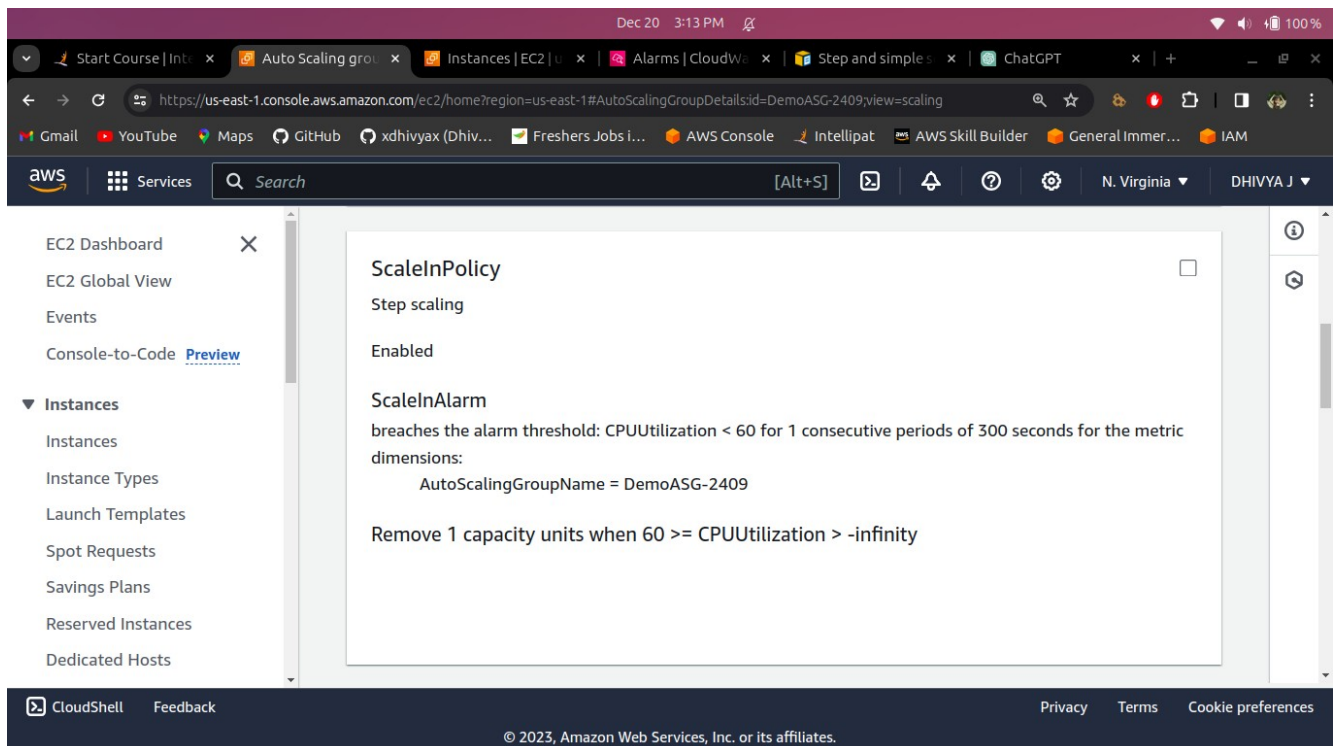 Dec 20 3:13 PM
Start Course | Inte
Auto Scaling grou
Instances | EC2 | u
Alarms | CloudWa
Step and simple s
ChatGPT
https://us-east-1.console.aws.amazon.com/ec2/home?region=us-east-1#AutoScalingGroupDetails:id=DemoASG-2409;view=scaling
100 %
Gmail
YouTube
Maps
GitHub
xdhivyax (Dhiv...
Freshers Jobs i...
AWS Console
Intellipat
AWS Skill Builder
General Immer...
IAM
aws
Services
Search
[Alt+S]
N. Virginia
DHIVYA J
EC2 Dashboard
EC2 Global View
Events
Console-to-Code Preview
Instances
Instances
Instance Types
Launch Templates
Spot Requests
Savings Plans
Reserved Instances
Dedicated Hosts
ScaleInPolicy
Step scaling
Enabled
ScaleInAlarm
breaches the alarm threshold: CPUUtilization < 60 for 1 consecutive periods of 300 seconds for the metric
dimensions:
AutoScalingGroupName = DemoASG-2409
Remove 1 capacity units when 60 >= CPUUtilization > -infinity
CloudShell
Feedback
Privacy
Terms
Cookie preferences
© 2023, Amazon Web Services, Inc. or its affiliates.